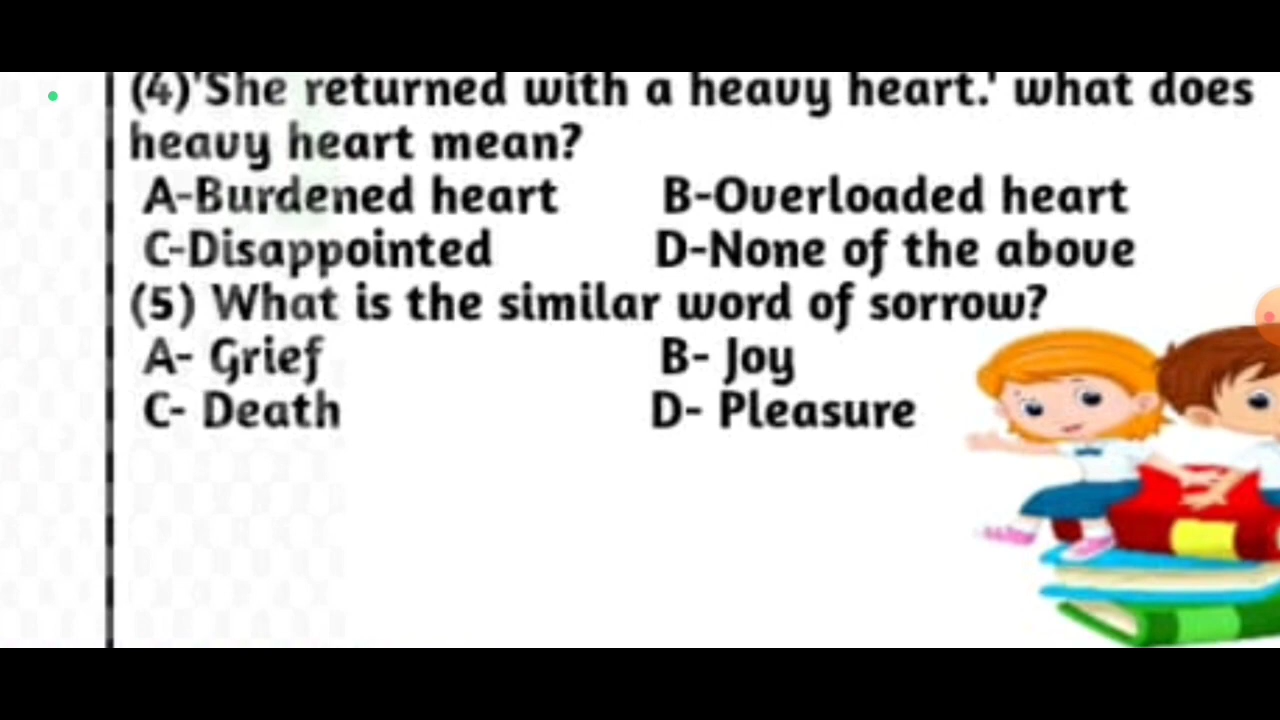 (4)'She returned with a heavy heart.' what does
heavy heart mean?
A-Burdened heart B-Overloaded heart
C-Disappointed D-None of the above
(5) What is the similar word of sorrow?
A- Grief B- Joy
C- Death D- Pleasure